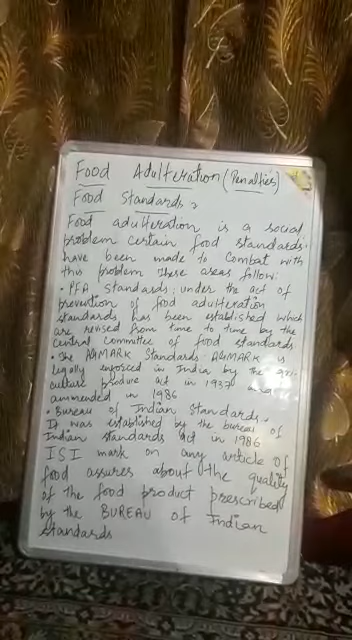 Food Adulteration (Penalties)
Food Standards
Food adulteration is a social
problem certain food standards.
have been made to combat with
this problem these areas follow:
• PFA Standards: under the act of
prevention of food adulteration
standards has been established which
are revised from time to time by the
central committee of food standards
• The AGMARK Standards AGMARK is
legally enforced in India by the agri-
culture produce act in 1937 and
ammended in 1986
• Bureau of Indian Standards.
It was established by the bureau of
Indian standards act in 1986
ISI mark on any article of
food assures about the quality
of the food product prescribed
by the BUREAU of Indian
standards